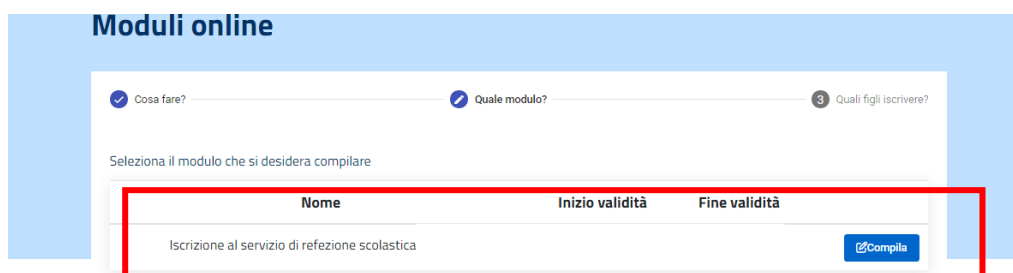 Moduli online
Cosa fare? Quale modulo? 3 Quali figli iscrivere?
Seleziona il modulo che si desidera compilare
Nome Inizio validità Fine validità
Iscrizione al servizio di refezione scolastica Compila